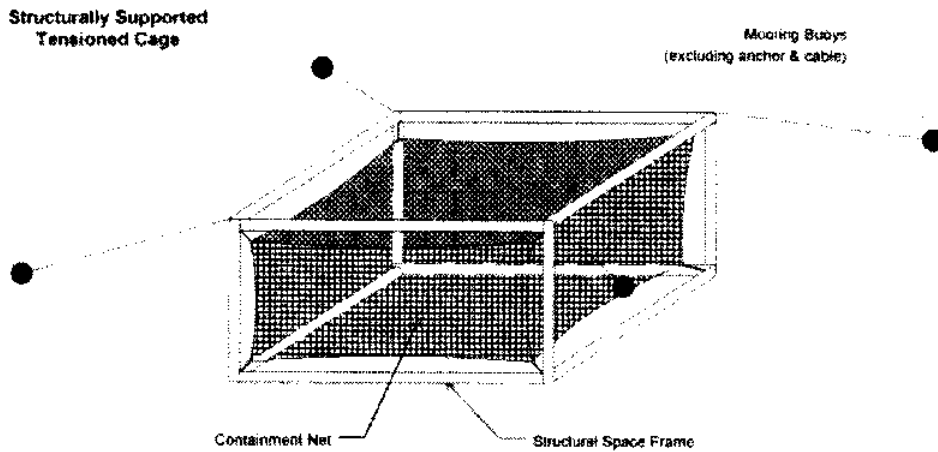 Structurally Supported
Tensioned Cage
Mooring Buoys
(excluding anchor & cable)
Containment Net
Structural Space Frame